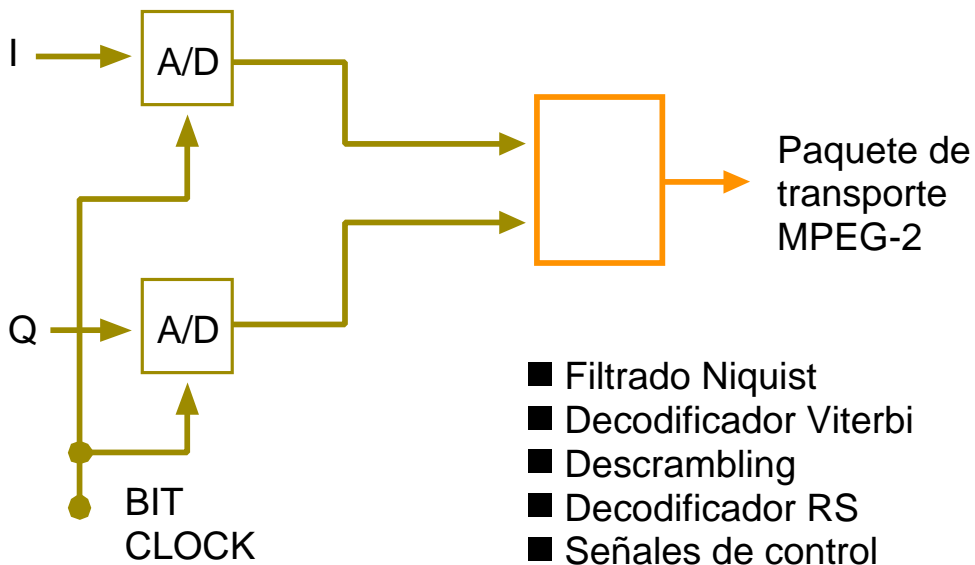 I
A/D
Q
A/D
BIT
CLOCK
Paquete de
transporte
MPEG-2
Filtrado Niquist
Decodificador Viterbi
Descrambling
Decodificador RS
Señales de control